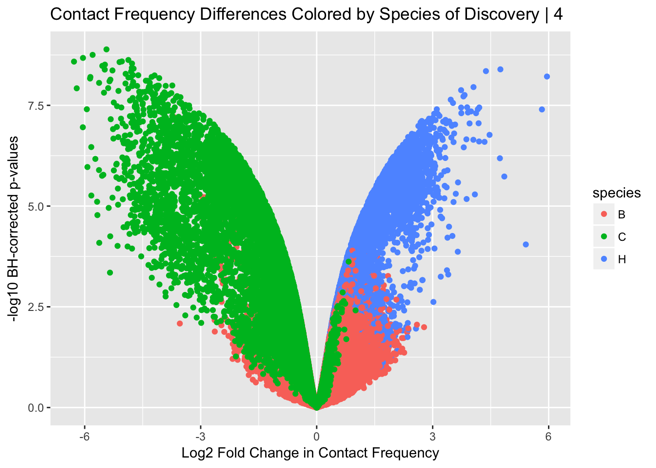 Contact Frequency Differences Colored by Species of Discovery | 4
-log10 BH-corrected p-values
7.5
5.0
2.5
0.0
-6
-3
0
3
6
Log2 Fold Change in Contact Frequency
species
B
C
H